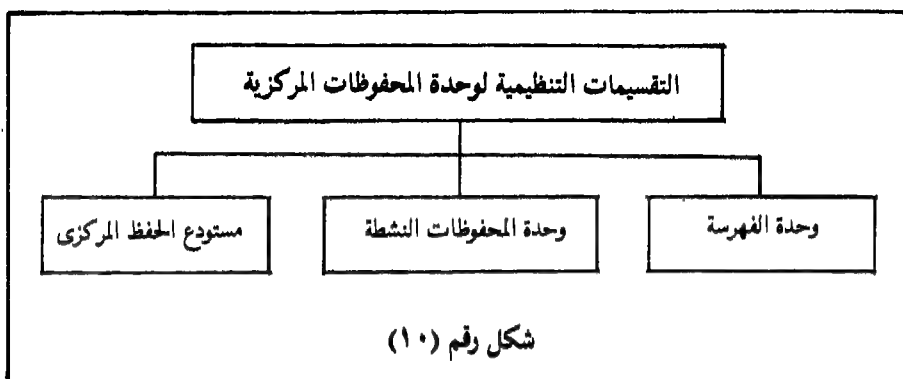 التقسيمات التنظيمية لوحدة المحفوظات المركزية
وحدة الفهرسة
وحدة المحفوظات النشطة
مستودع الحفظ المركزى
شكل رقم (١٠)